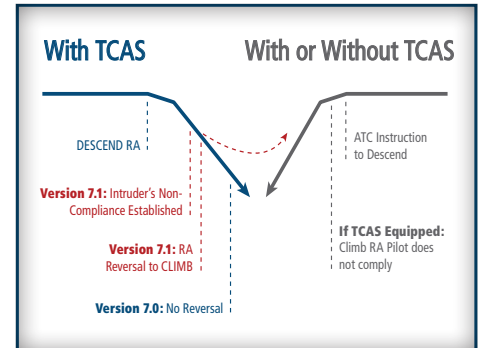 With TCAS
With or Without TCAS
DESCEND RA
ATC Instruction
to Descend
Version 7.1: Intruder's Non-
Compliance Established
Version 7.1: RA
Reversal to CLIMB
If TCAS Equipped:
Climb RA Pilot does
not comply
Version 7.0: No Reversal